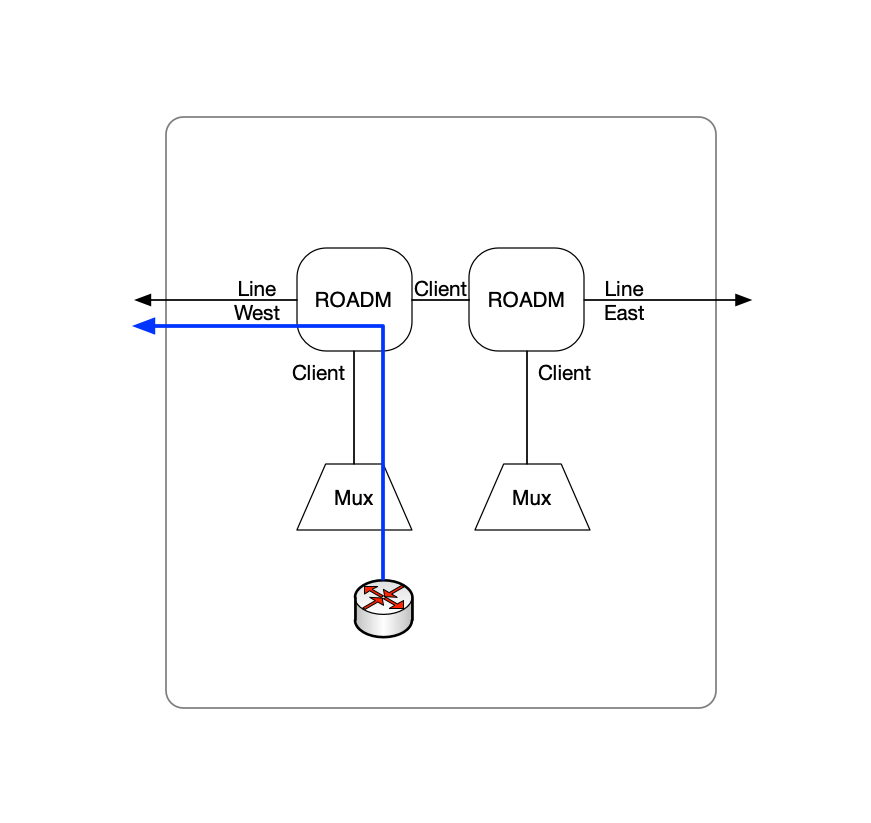 Line
West
ROADM
Client
ROADM
Line
East
Client
Client
Mux
Mux